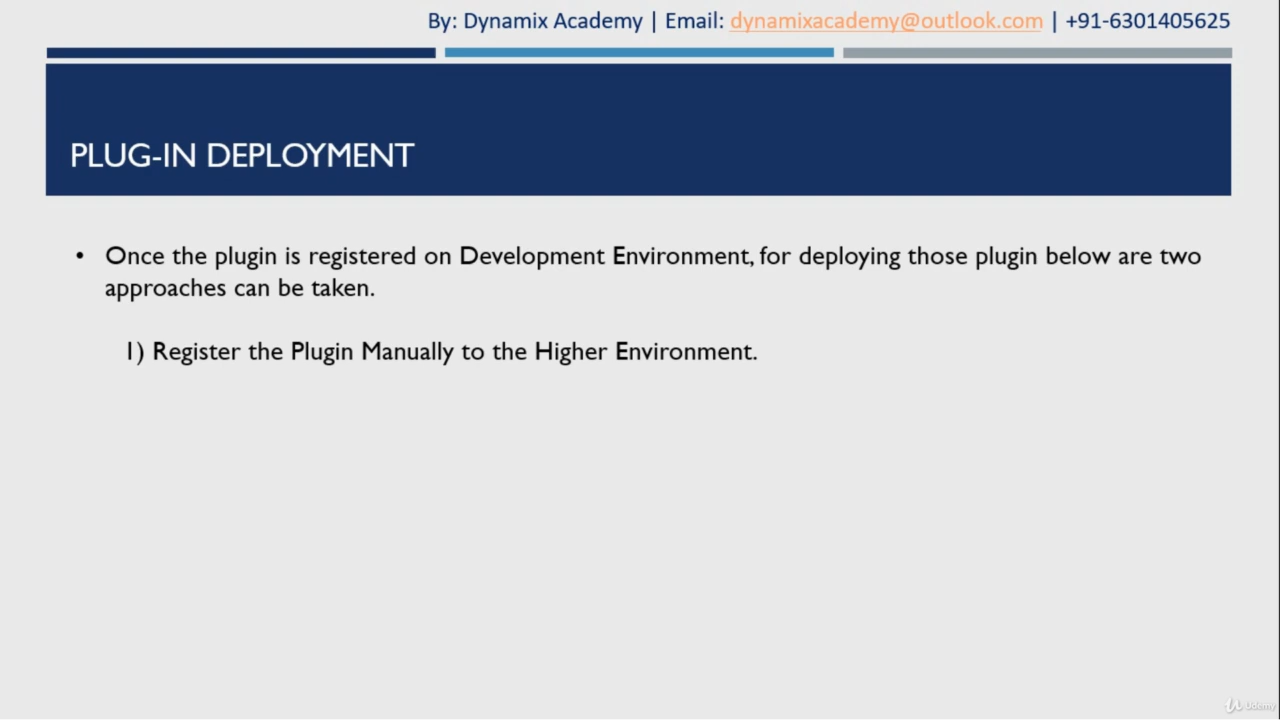 By: Dynamix Academy | Email: dynamixacademy@outlook.com | +91-6301405625
PLUG-IN DEPLOYMENT
• Once the plugin is registered on Development Environment, for deploying those plugin below are two
approaches can be taken.
1) Register the Plugin Manually to the Higher Environment.
Udemy